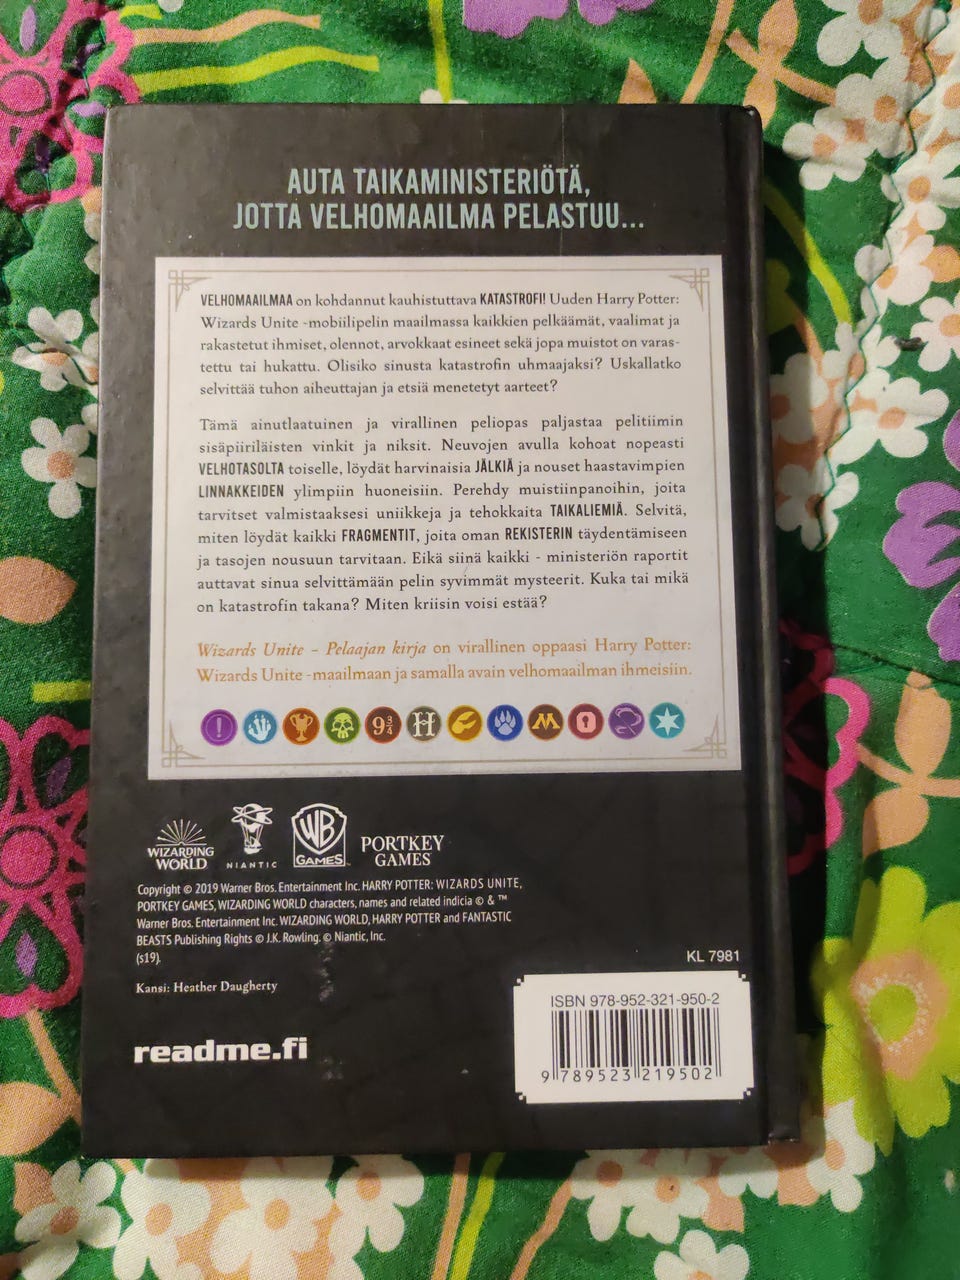 AUTA TAIKAMINISTERIÖTÄ,
JOTTA VELHOMAAILMA PELASTUU...
VELHOMAAILMAA on kohdannut kauhistuttava KATASTROFI! Uuden Harry Potter:
Wizards Unite -mobiilipelin maailmassa kaikkien pelkäämät, vaalimat ja
rakastetut ihmiset, olennot, arvokkaat esineet sekä jopa muistot on varas-
tettu tai hukattu. Olisiko sinusta katastrofin uhmaajaksi? Uskallatko
selvittää tuhon aiheuttajan ja etsiä menetetyt aarteet?
Tämä ainutlaatuinen ja virallinen peliopas paljastaa pelitiimin
sisäpiiriläisten vinkit ja niksit. Neuvojen avulla kohoat nopeasti
VELHOTASOLTA toiselle, löydät harvinaisia JÄLKIÄ ja nouset haastavimpien
LINNAKKEIDEN ylimpiin huoneisiin. Perehdy muistiinpanoihin, joita
tarvitset valmistaaksesi uniikkeja ja tehokkaita TAIKALIEMIÄ. Selvitä,
miten löydät kaikki FRAGMENTIT, joita oman REKISTERIN täydentämiseen
ja tasojen nousuun tarvitaan. Eikä siinä kaikki - ministeriön raportit
auttavat sinua selvittämään pelin syvimmät mysteerit. Kuka tai mikä
on katastrofin takana? Miten kriisin voisi estää?
Wizards Unite – Pelaajan kirja on virallinen oppaasi Harry Potter:
Wizards Unite -maailmaan ja samalla avain velhomaailman ihmeisiin.
! 9¾ H M
WIZARDING
WORLD
NIANTIC
WB
GAMES™
PORTKEY
GAMES
Copyright © 2019 Warner Bros. Entertainment Inc. HARRY POTTER: WIZARDS UNITE,
PORTKEY GAMES, WIZARDING WORLD characters, names and related indicia © & ™
Warner Bros. Entertainment Inc. WIZARDING WORLD, HARRY POTTER and FANTASTIC
BEASTS Publishing Rights © J.K. Rowling. © Niantic, Inc.
(s19).
Kansi: Heather Daugherty
readme.fi
KL 7981
ISBN 978-952-321-950-2
9 789523 219502